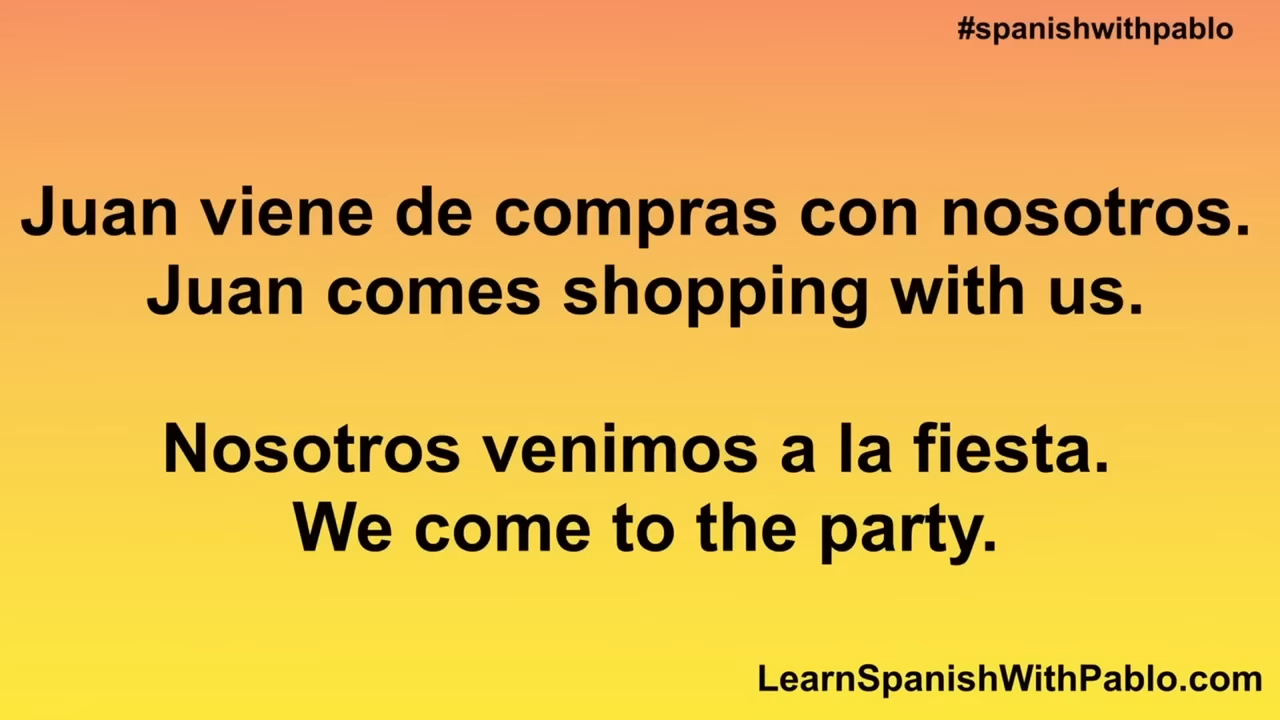 #spanishwithpablo
Juan viene de compras con nosotros.
Juan comes shopping with us.
Nosotros venimos a la fiesta.
We come to the party.
LearnSpanishWithPablo.com